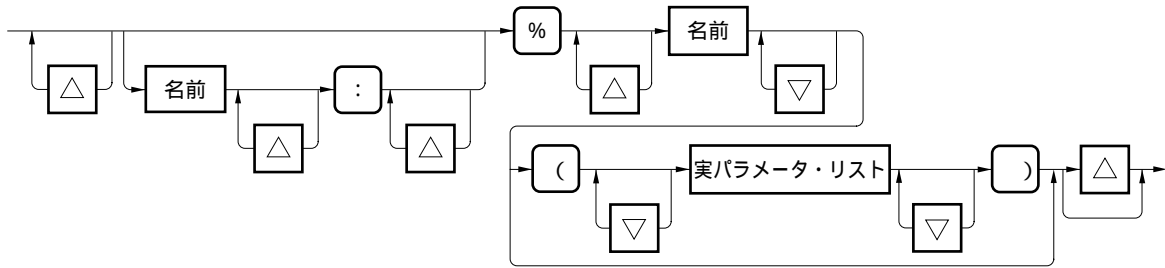 % 名前
△ 名前 : △ ▽
△ △
( 実パラメータ・リスト ) △
▽ ▽